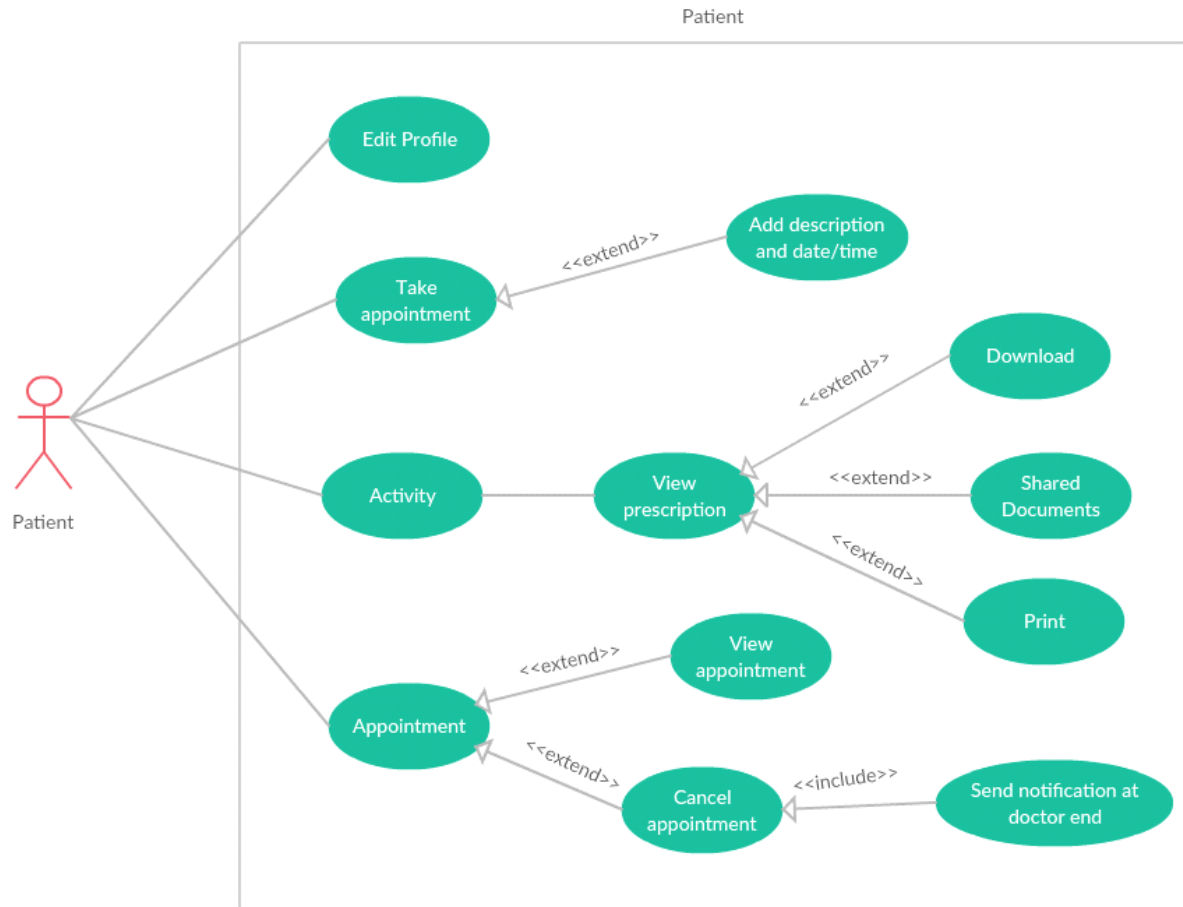 Patient
Edit Profile
Add description
and date/time
<<extend>>
Take
appointment
Download
<<extend>>
Patient
Activity
View
prescription
<<extend>>
Shared
Documents
<<extend>>
Print
View
appointment
<<extend>>
Appointment
<<extend>>
Cancel
appointment
<<include>>
Send notification at
doctor end